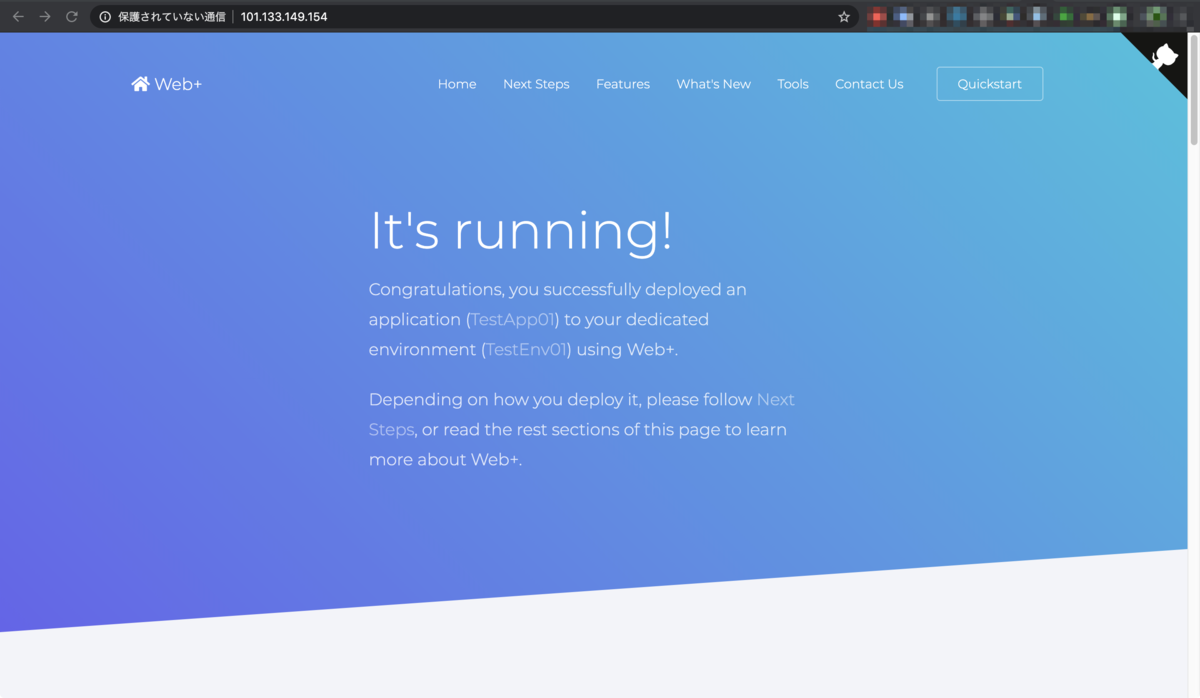 保護されていない通信 101.133.149.154
Web+ Home Next Steps Features What's New Tools Contact Us Quickstart
It's running!
Congratulations, you successfully deployed an
application (TestApp01) to your dedicated
environment (TestEnv01) using Web+.
Depending on how you deploy it, please follow Next
Steps, or read the rest sections of this page to learn
more about Web+.